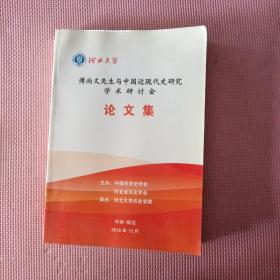 河北大学
傅尚文先生与中国近现代史研究
学术研讨会
论文集
主办：中国经济史学会
河北省历史学会
承办：河北大学历史学院
中国·保定
2016年12月